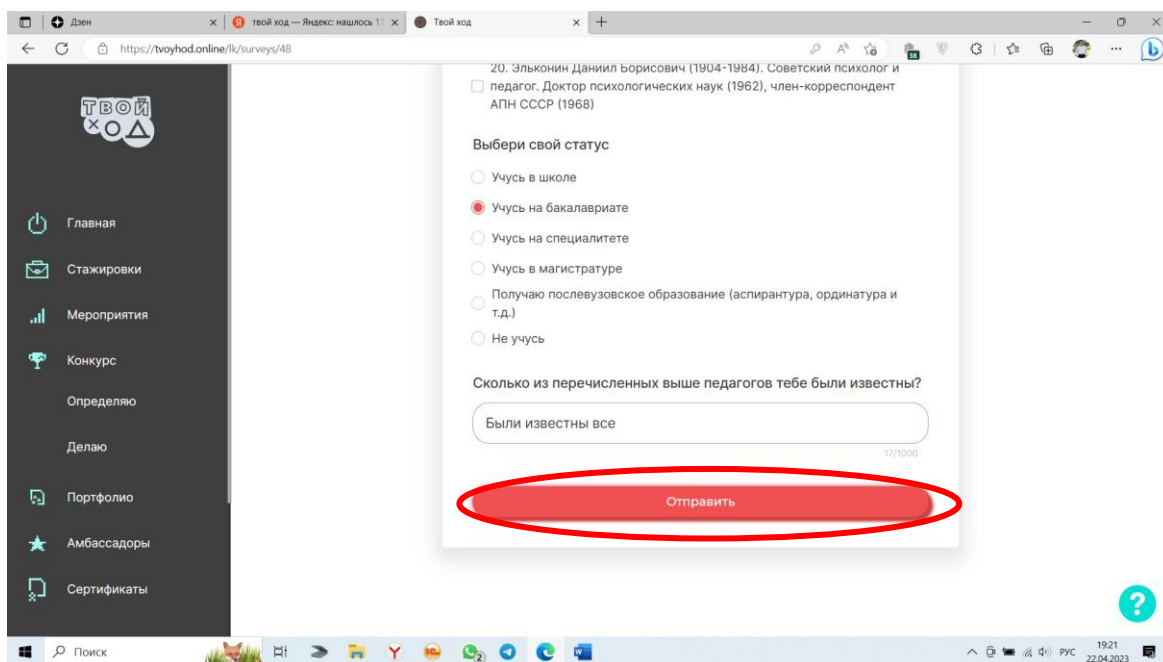 Дзен
твой ход — Яндекс: нашлось 1
Твой ход
https://tvoyhod.online/lk/surveys/48
38
ТВОЙ
ХОД
Главная
Стажировки
Мероприятия
Конкурс
Определяю
Делаю
Портфолио
Амбассадоры
Сертификаты
20. Эльконин Даниил Борисович (1904-1984). Советский психолог и
педагог. Доктор психологических наук (1962), член-корреспондент
АПН СССР (1968)
Выбери свой статус
Учусь в школе
Учусь на бакалавриате
Учусь на специалитете
Учусь в магистратуре
Получаю послевузовское образование (аспирантура, ординатура и
т.д.)
Не учусь
Сколько из перечисленных выше педагогов тебе были известны?
Были известны все
17/1000
Отправить
?
Поиск
РУС
19:21
22.04.2023